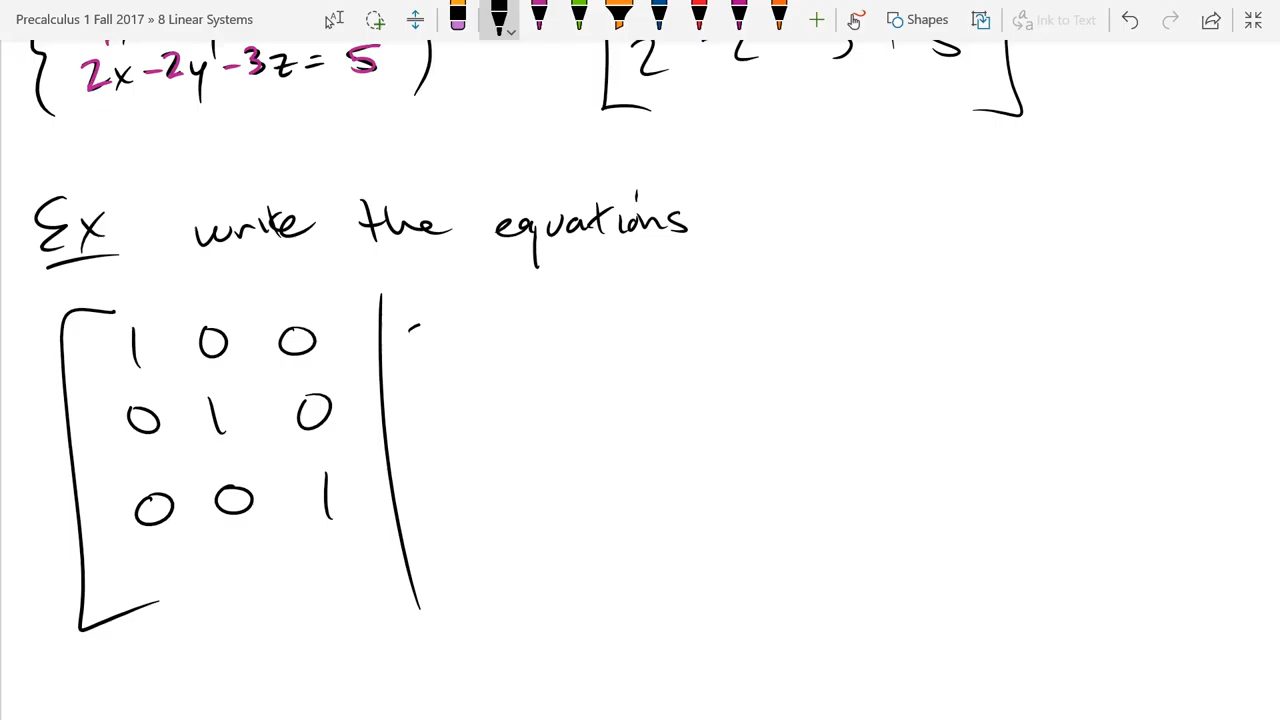 Precalculus 1 Fall 2017 » 8 Linear Systems
Shapes
Ink to Text
2x-2y-3z = 5
2
Ex write the equations
1 0 0
0 1 0
0 0 1